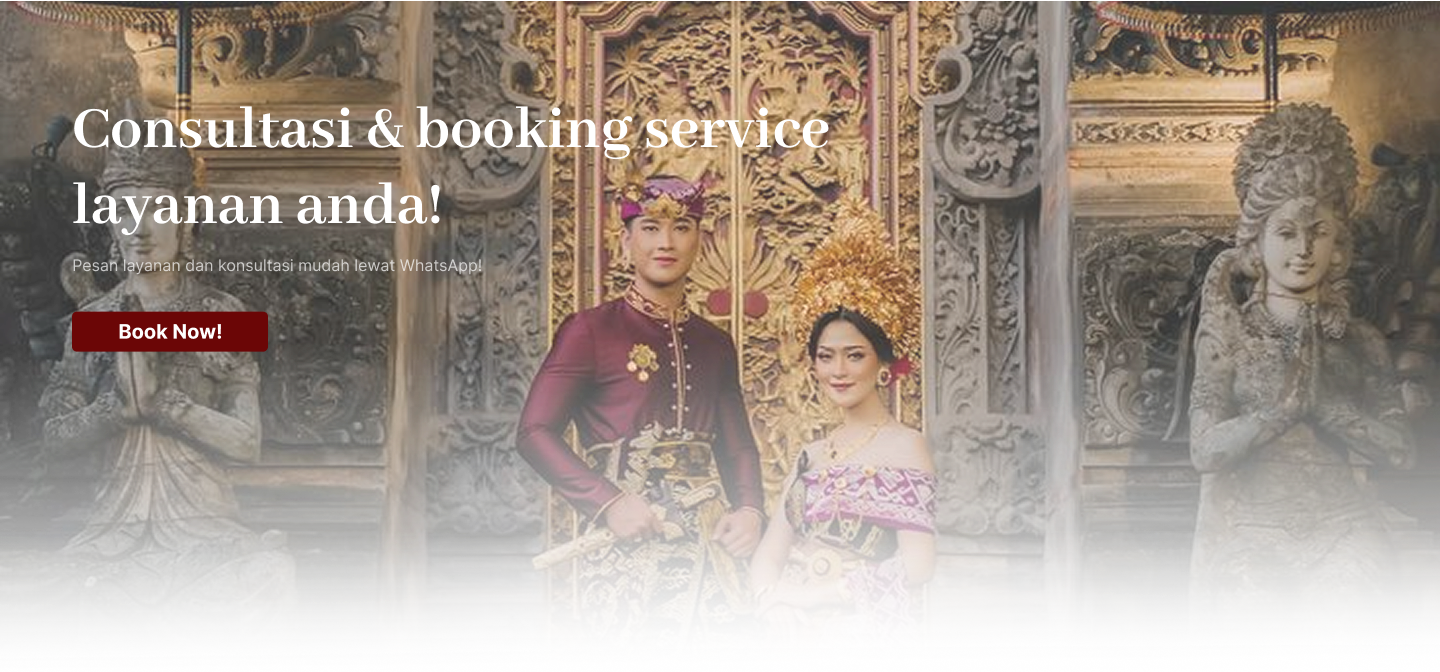 Consultasi & booking service
layanan anda!
Pesan layanan dan konsultasi mudah lewat WhatsApp!
Book Now!